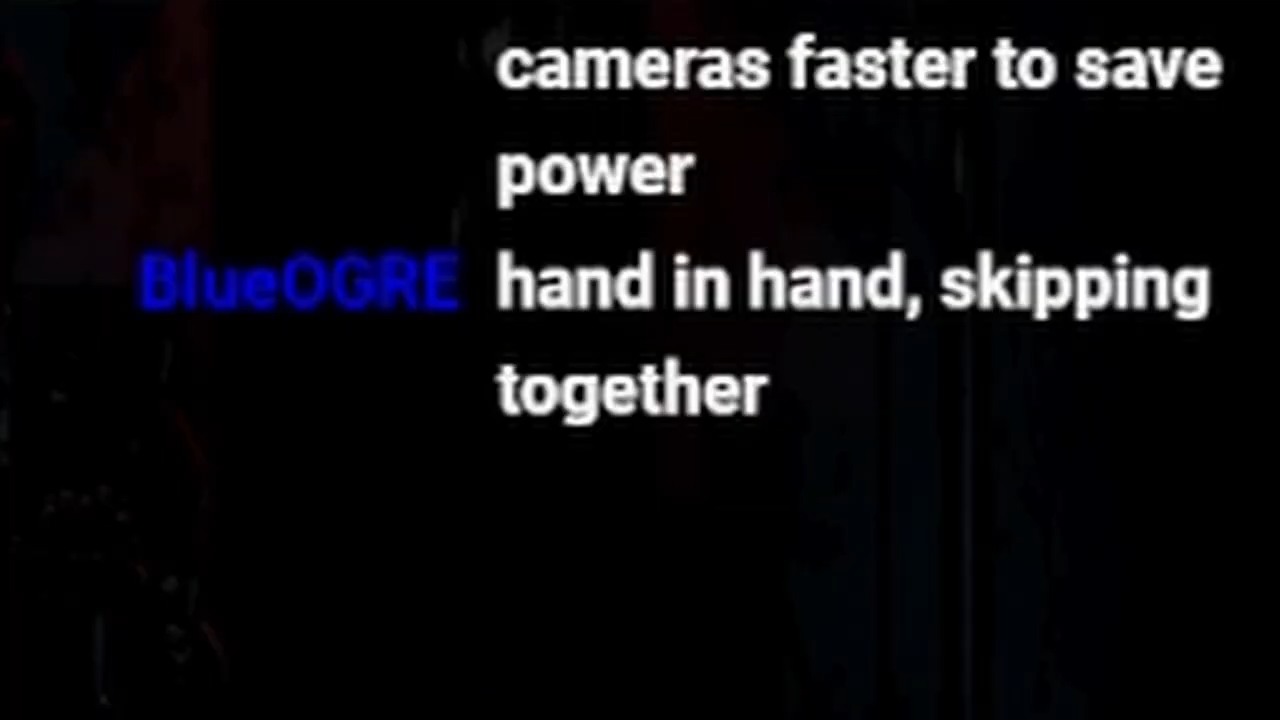 cameras faster to save
power
BlueOGRE hand in hand, skipping
together